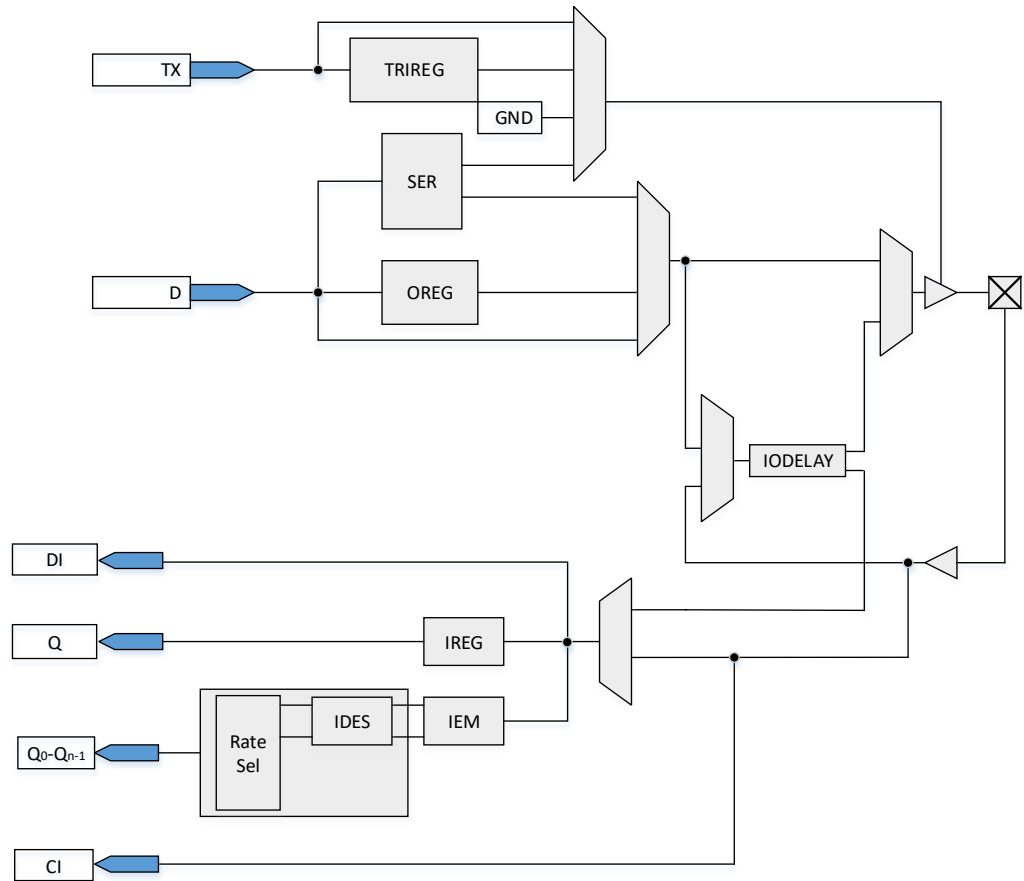 TX
TRIREG
GND
SER
D
OREG
IODELAY
DI
Q
IREG
IDES
IEM
Rate
Sel
Q0-Qn-1
CI